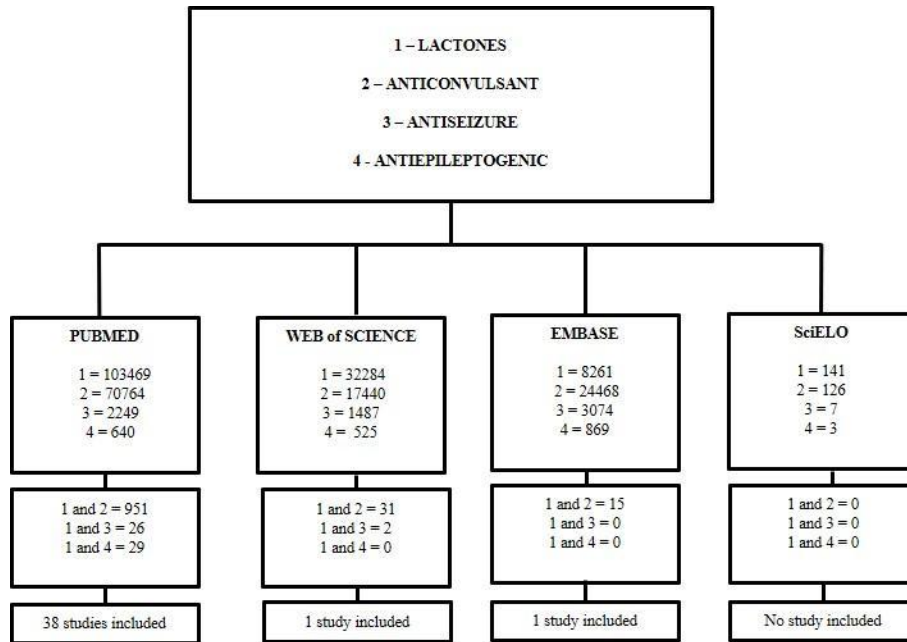 1 – LACTONES
2 – ANTICONVULSANT
3 – ANTISEIZURE
4 - ANTIEPILEPTOGENIC
PUBMED
1 = 103469
2 = 70764
3 = 2249
4 = 640
1 and 2 = 951
1 and 3 = 26
1 and 4 = 29
38 studies included
WEB of SCIENCE
1 = 32284
2 = 17440
3 = 1487
4 = 525
1 and 2 = 31
1 and 3 = 2
1 and 4 = 0
1 study included
EMBASE
1 = 8261
2 = 24468
3 = 3074
4 = 869
1 and 2 = 15
1 and 3 = 0
1 and 4 = 0
1 study included
SciELO
1 = 141
2 = 126
3 = 7
4 = 3
1 and 2 = 0
1 and 3 = 0
1 and 4 = 0
No study included